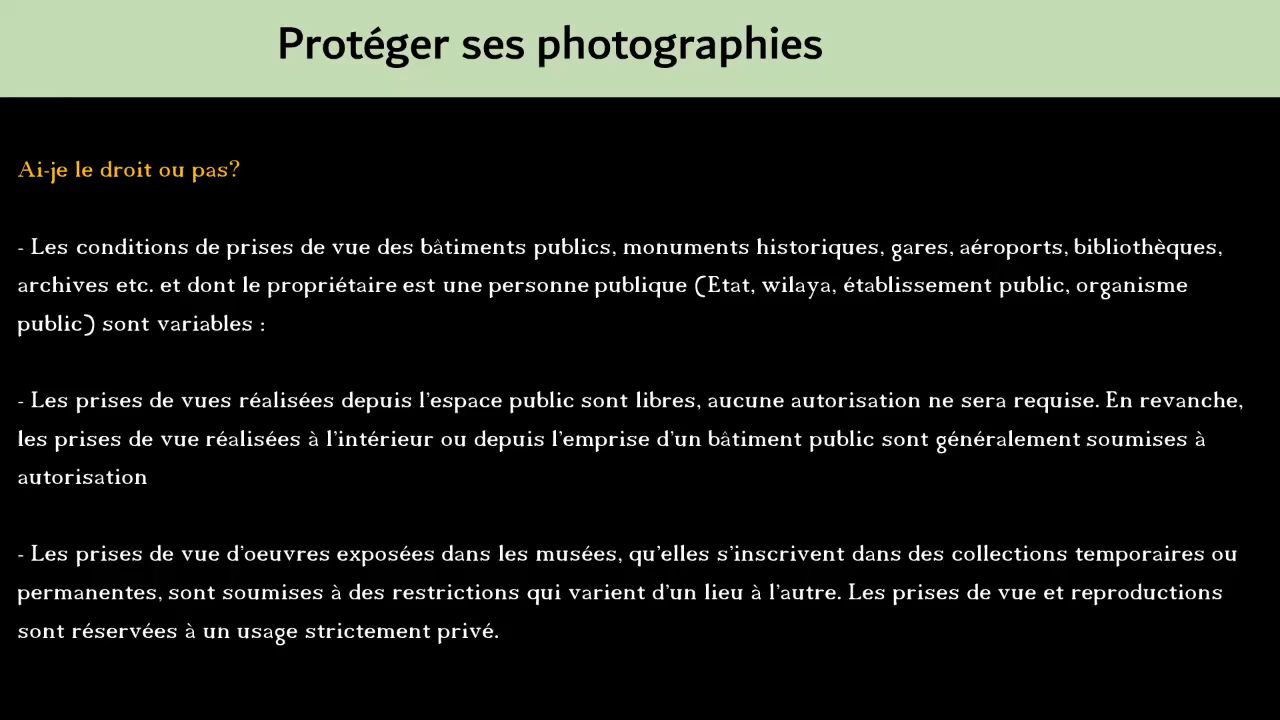 Protéger ses photographies
Ai-je le droit ou pas?
- Les conditions de prises de vue des bâtiments publics, monuments historiques, gares, aéroports, bibliothèques,
archives etc. et dont le propriétaire est une personne publique (Etat, wilaya, établissement public, organisme
public) sont variables :
- Les prises de vues réalisées depuis l'espace public sont libres, aucune autorisation ne sera requise. En revanche,
les prises de vue réalisées à l'intérieur ou depuis l'emprise d'un bâtiment public sont généralement soumises à
autorisation
- Les prises de vue d'oeuvres exposées dans les musées, qu'elles s'inscrivent dans des collections temporaires ou
permanentes, sont soumises à des restrictions qui varient d'un lieu à l'autre. Les prises de vue et reproductions
sont réservées à un usage strictement privé.